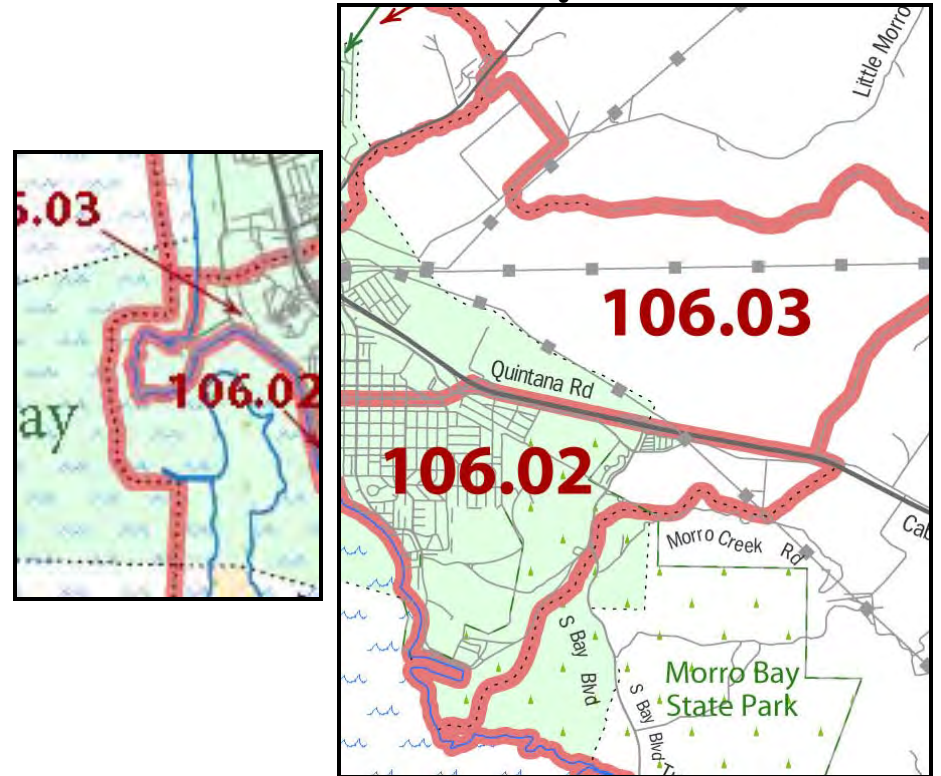 5.03
106.02
ay
Little Morro
106.03
Quintana Rd
106.02
Morro Creek Rd
S Bay Blvd
S Bay Blvd
Morro Bay
State Park